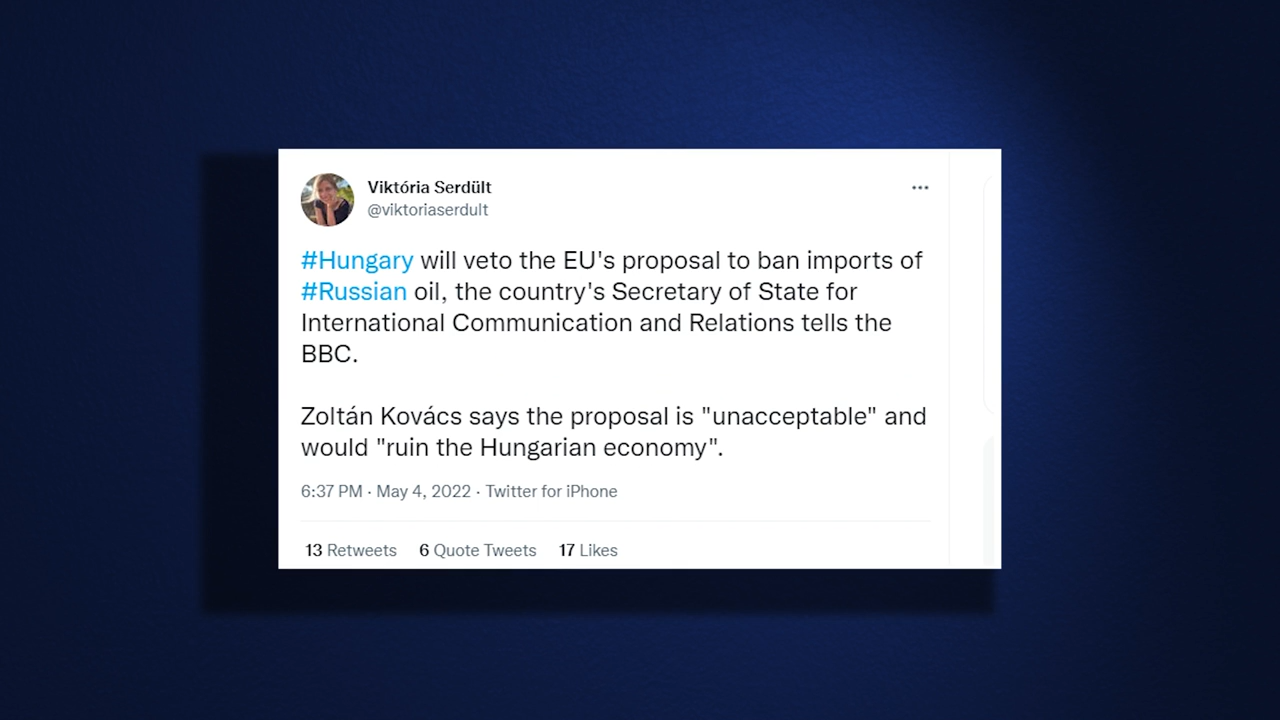 Viktória Serdült
@viktoriaserdult
#Hungary will veto the EU's proposal to ban imports of
#Russian oil, the country's Secretary of State for
International Communication and Relations tells the
BBC.
Zoltán Kovács says the proposal is "unacceptable" and
would "ruin the Hungarian economy".
6:37 PM · May 4, 2022 · Twitter for iPhone
13 Retweets 6 Quote Tweets 17 Likes